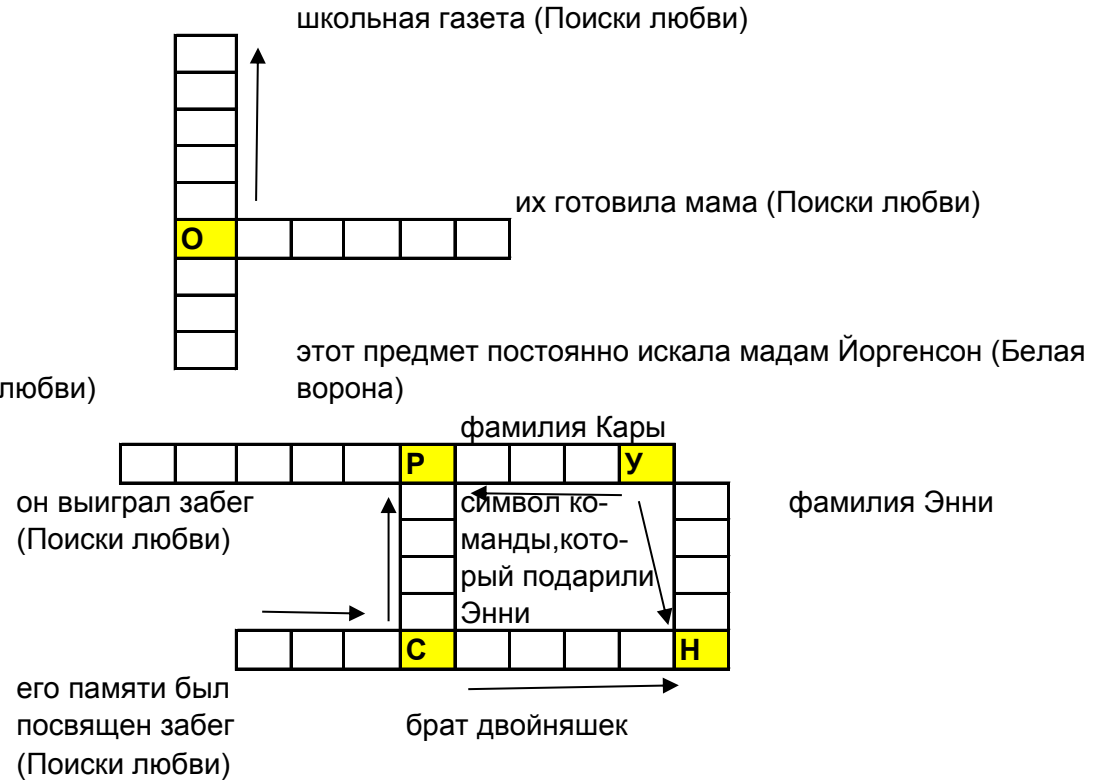 школьная газета (Поиски любви)
их готовила мама (Поиски любви)
О
этот предмет постоянно искала мадам Йоргенсон (Белая
ворона)
любви)
фамилия Кары
Р
У
он выиграл забег
(Поиски любви)
символ ко-
манды,кото-
рый подарили
Энни
фамилия Энни
С
Н
его памяти был
посвящен забег
(Поиски любви)
брат двойняшек